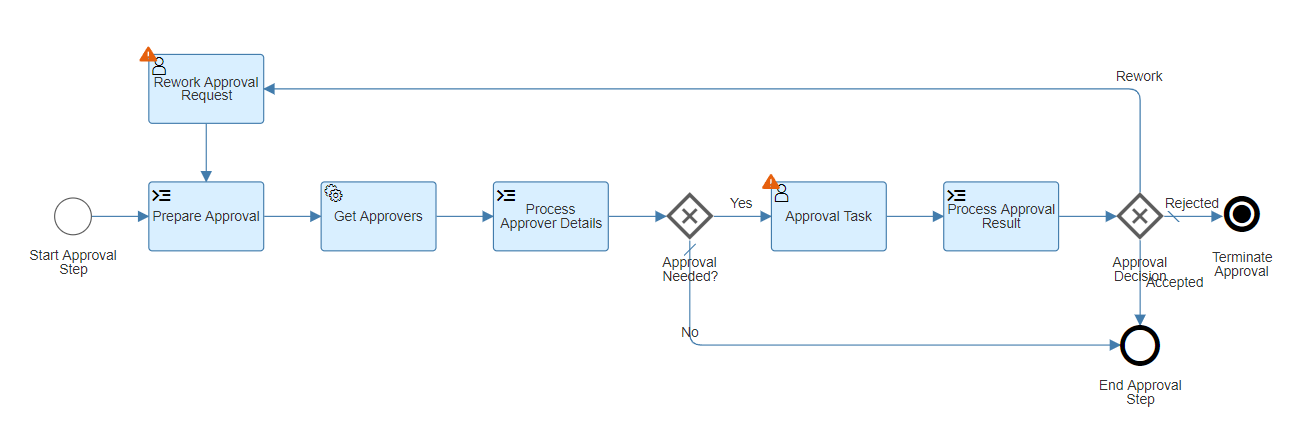 Rework
Rework Approval
Request
Prepare Approval
Get Approvers
Process
Approver Details
Yes
Approval Task
Process Approval
Result
Rejected
Start Approval
Step
Approval
Needed?
Approval
Decision
Accepted
Terminate
Approval
No
End Approval
Step